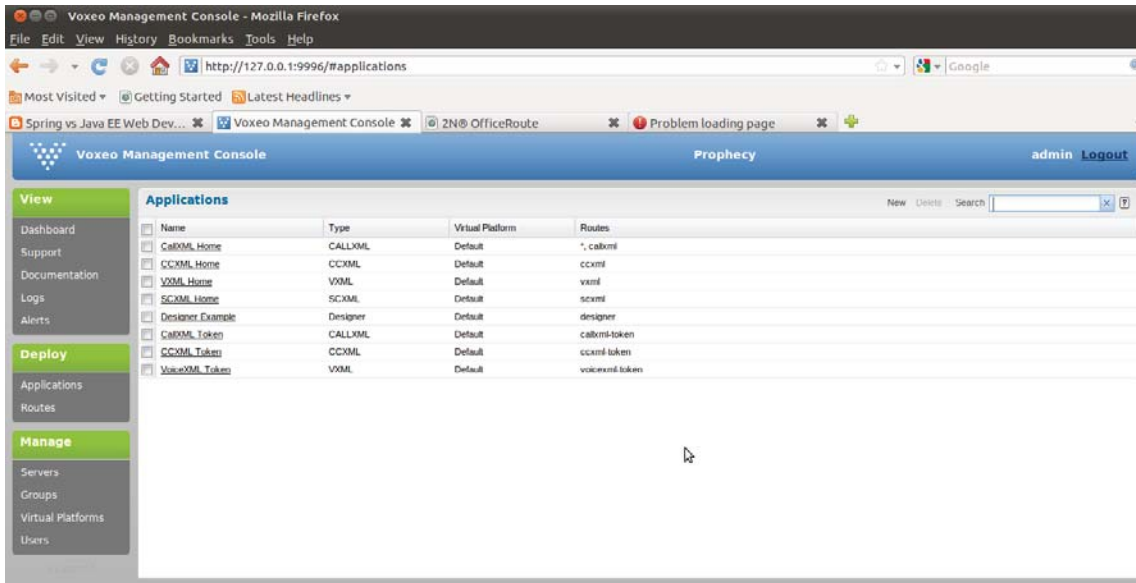 Voxeo Management Console - Mozilla Firefox
File Edit View History Bookmarks Tools Help
http://127.0.0.1:9996/#applications Google
Most Visited Getting Started Latest Headlines
Spring vs Java EE Web Dev... Voxeo Management Console 2N® OfficeRoute Problem loading page
Voxeo Management Console Prophecy admin Logout
View
Dashboard
Support
Documentation
Logs
Alerts
Deploy
Applications
Routes
Manage
Servers
Groups
Virtual Platforms
Users
Applications New Delete Search ?
Name Type Virtual Platform Routes
CallXML Home CALLXML Default *, callxml
CCXML Home CCXML Default ccxml
VXML Home VXML Default vxml
SCXML Home SCXML Default scxml
Designer Example Designer Default designer
CallXML Token CALLXML Default callxml-token
CCXML Token CCXML Default ccxml-token
VoiceXML Token VXML Default voicexml-token